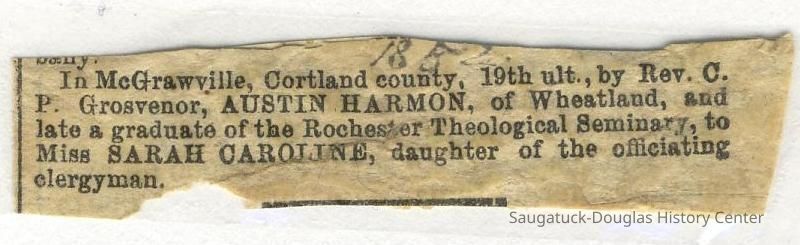 bany.
In McGrawville, Cortland county, 19th ult., by Rev. C.
P. Grosvenor, AUSTIN HARMON, of Wheatland, and
late a graduate of the Rochester Theological Seminary, to
Miss SARAH CAROLINE, daughter of the officiating
clergyman.
Saugatuck-Douglas History Center